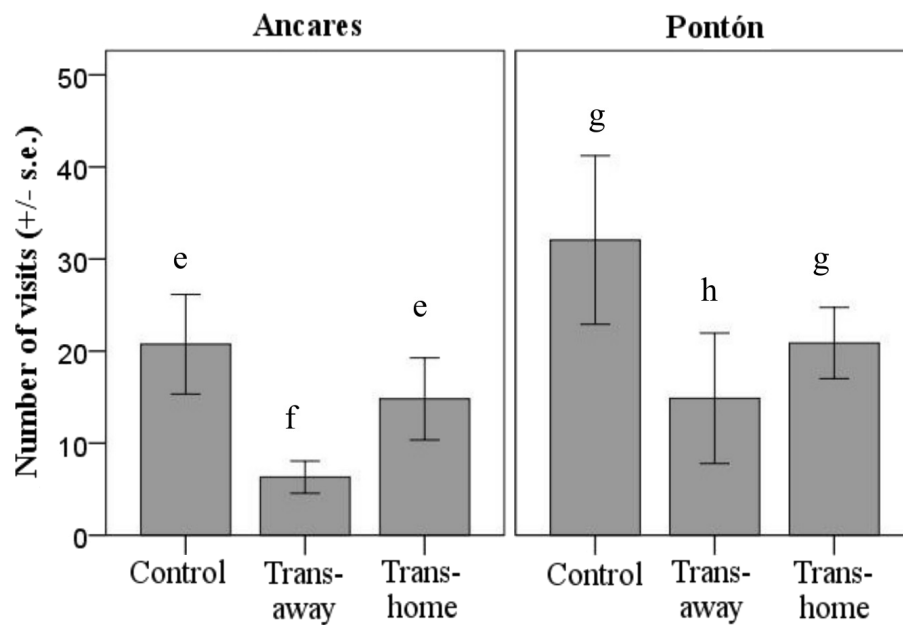 Ancares
Pontón
Number of visits (+/- s.e.)
50
40
30
20
10
0
e
f
e
g
h
g
Control
Trans-
away
Trans-
home
Control
Trans-
away
Trans-
home